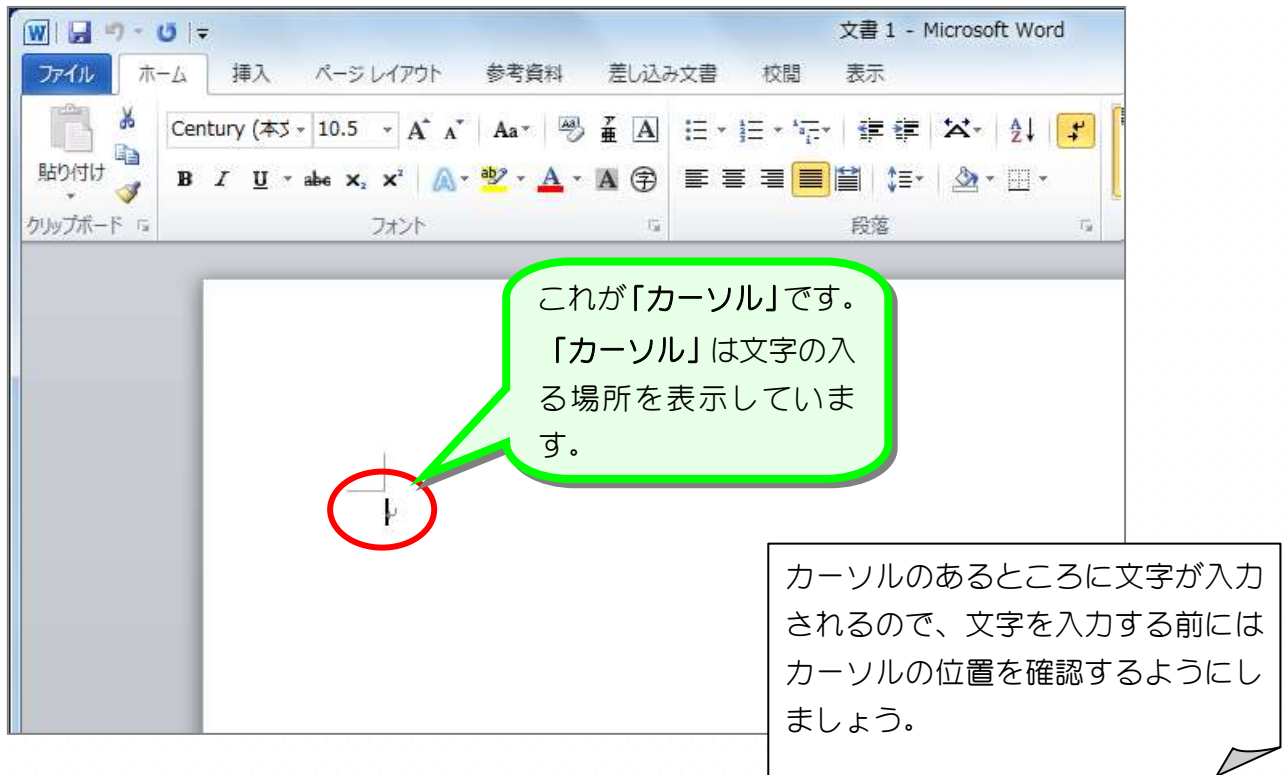 文書 1 - Microsoft Word
ファイル ホーム 挿入 ページ レイアウト 参考資料 差し込み文書 校閲 表示
Century (本文 10.5
貼り付け
クリップボード フォント 段落
これが「カーソル」です。
「カーソル」は文字の入
る場所を表示していま
す。
カーソルのあるところに文字が入力
されるので、文字を入力する前には
カーソルの位置を確認するようにし
ましょう。